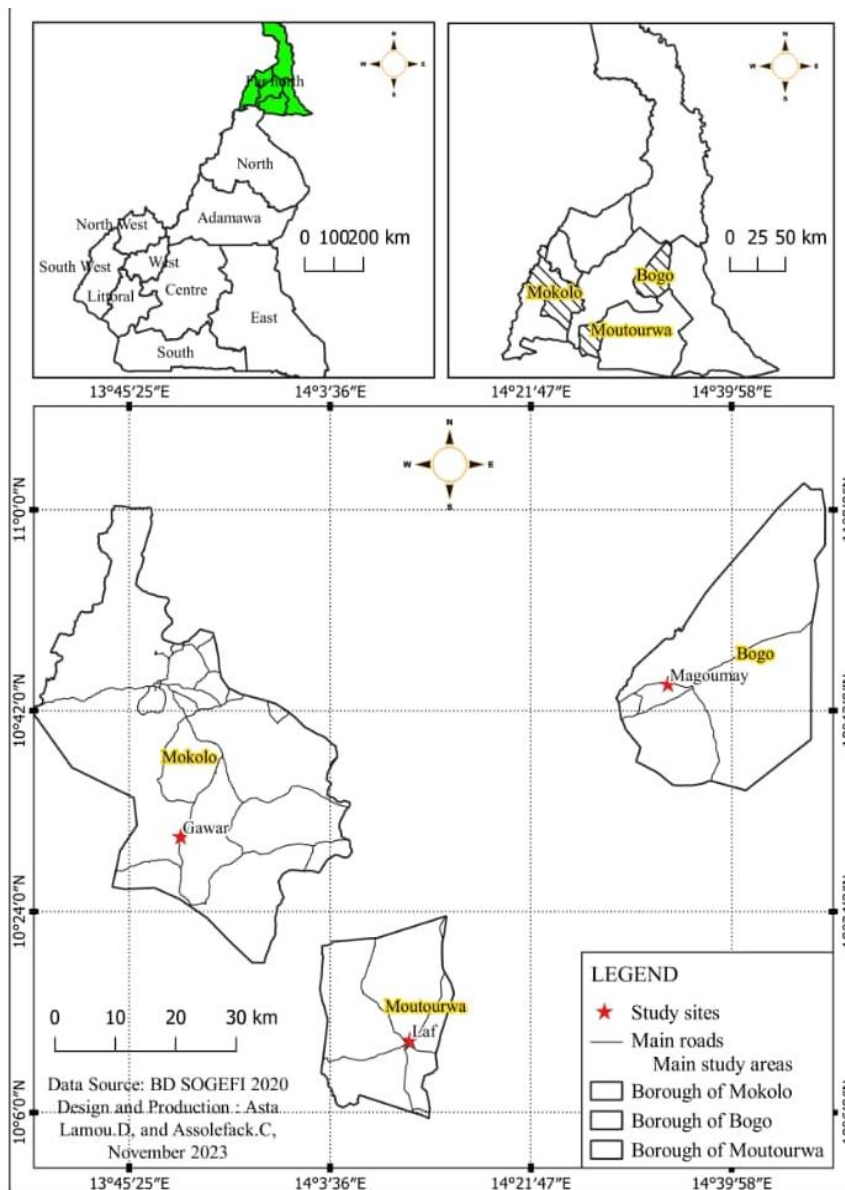 N
W E
S
Far north
North
Adamawa
North West
South West
West
Littoral
Centre
East
South
0 100200 km
N
W E
S
Mokolo
Bogo
Moutourwa
0 25 50 km
13°45′25″E 14°3′36″E 14°21′47″E 14°39′58″E
N
W E
S
11°0′0″N
10°42′0″N
10°24′0″N
10°6′0″N
Bogo
Magoumay
Mokolo
Gawar
Moutourwa
Laf
0 10 20 30 km
Data Source: BD SOGEFI 2020
Design and Production : Asta
Lamou.D, and Assolefack.C,
November 2023
LEGEND
Study sites
Main roads
Main study areas
Borough of Mokolo
Borough of Bogo
Borough of Moutourwa
13°45′25″E 14°3′36″E 14°21′47″E 14°39′58″E